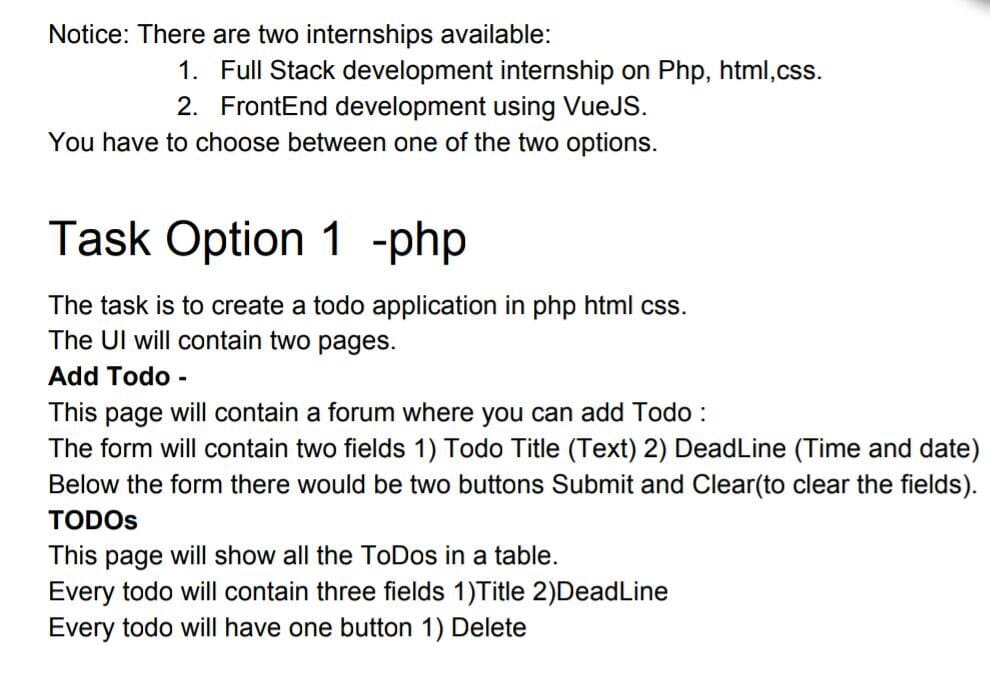 Notice: There are two internships available:
1. Full Stack development internship on Php, html,css.
2. FrontEnd development using VueJS.
You have to choose between one of the two options.
Task Option 1 -php
The task is to create a todo application in php html css.
The UI will contain two pages.
Add Todo -
This page will contain a forum where you can add Todo :
The form will contain two fields 1) Todo Title (Text) 2) DeadLine (Time and date)
Below the form there would be two buttons Submit and Clear(to clear the fields).
TODOs
This page will show all the ToDos in a table.
Every todo will contain three fields 1)Title 2)DeadLine
Every todo will have one button 1) Delete